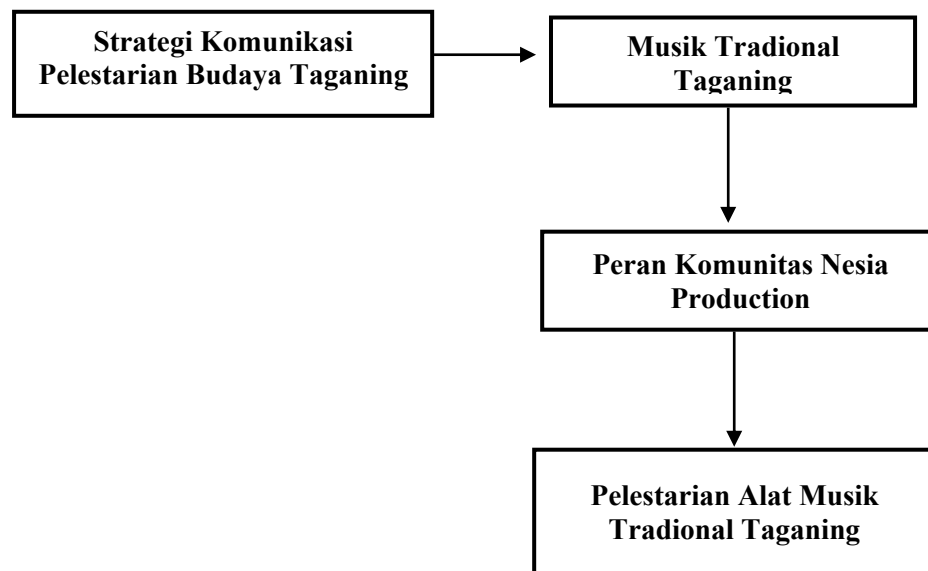 Strategi Komunikasi
Pelestarian Budaya Taganing
Musik Tradional
Taganing
Peran Komunitas Nesia
Production
Pelestarian Alat Musik
Tradional Taganing